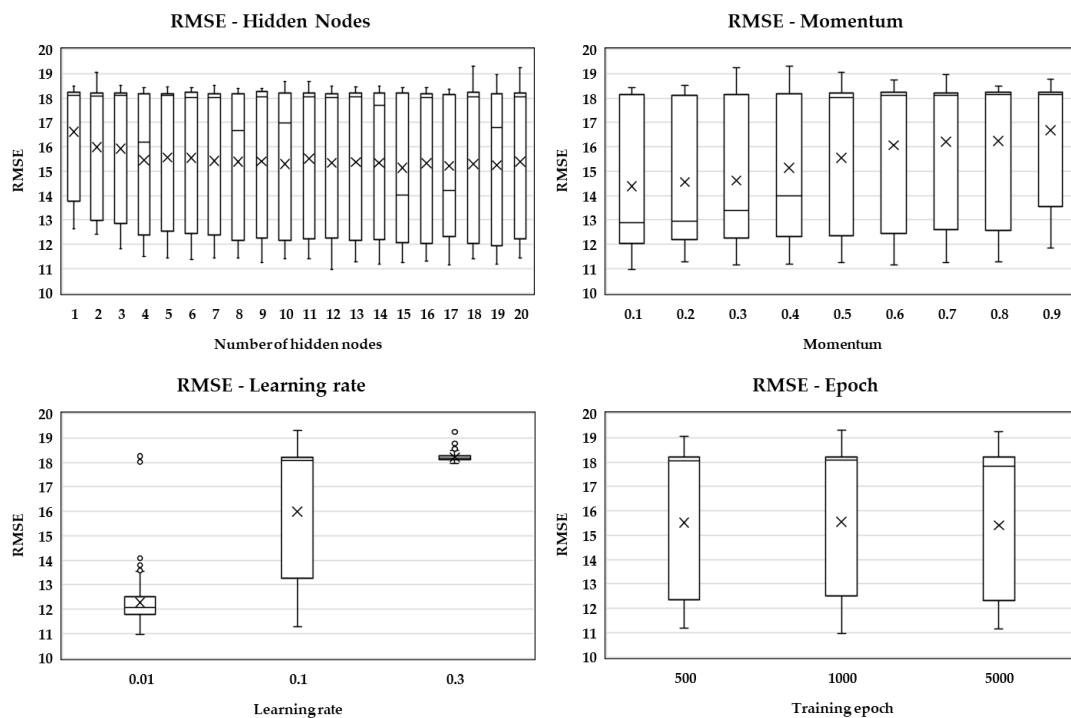 RMSE - Hidden Nodes
20
19
18
17
16
15
14
13
12
11
10
RMSE
1 2 3 4 5 6 7 8 9 10 11 12 13 14 15 16 17 18 19 20
Number of hidden nodes
RMSE - Momentum
20
19
18
17
16
15
14
13
12
11
10
RMSE
0.1 0.2 0.3 0.4 0.5 0.6 0.7 0.8 0.9
Momentum
RMSE - Learning rate
20
19
18
17
16
15
14
13
12
11
10
RMSE
0.01 0.1 0.3
Learning rate
RMSE - Epoch
20
19
18
17
16
15
14
13
12
11
10
RMSE
500 1000 5000
Training epoch